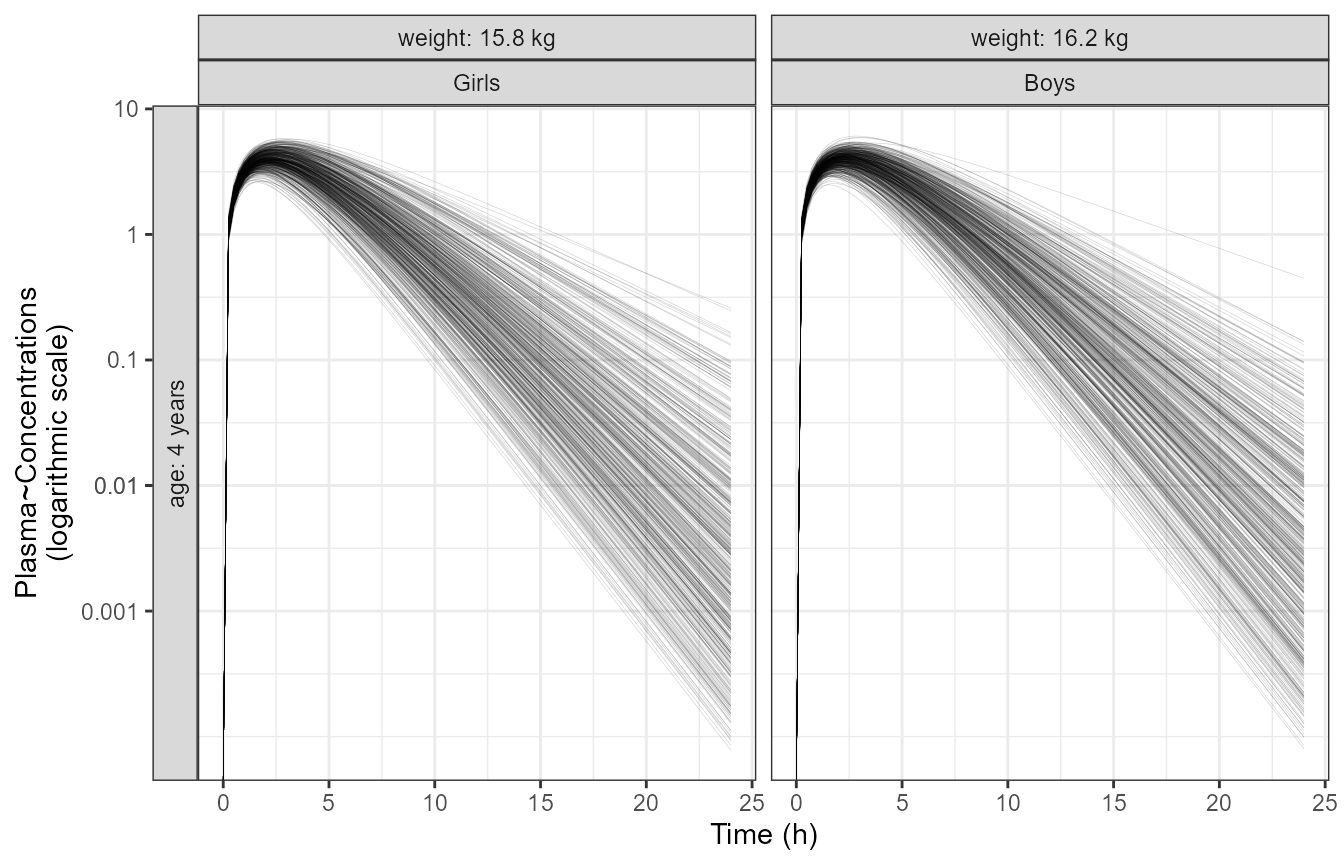 weight: 15.8 kg
weight: 16.2 kg
Girls
Boys
Plasma~Concentrations
(logarithmic scale)
age: 4 years
10
1
0.1
0.01
0.001
0 5 10 15 20 25
0 5 10 15 20 25
Time (h)